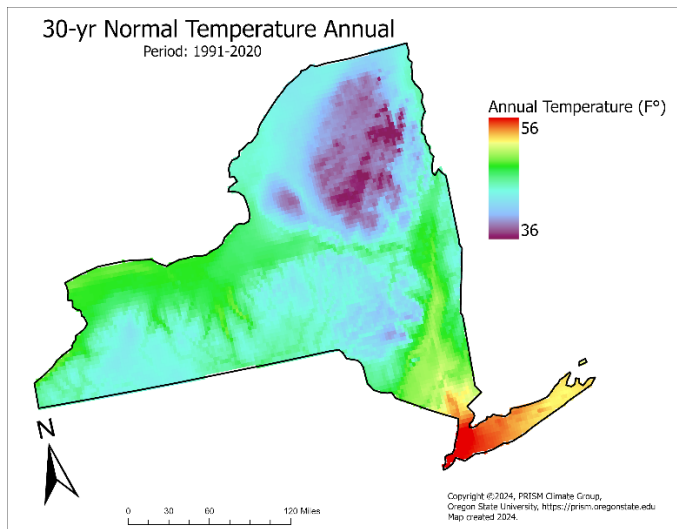 30-yr Normal Temperature Annual
Period: 1991-2020
Annual Temperature (F°)
56
36
N
0 30 60 120 Miles
Copyright ©2024, PRISM Climate Group,
Oregon State University, https://prism.oregonstate.edu
Map created 2024.